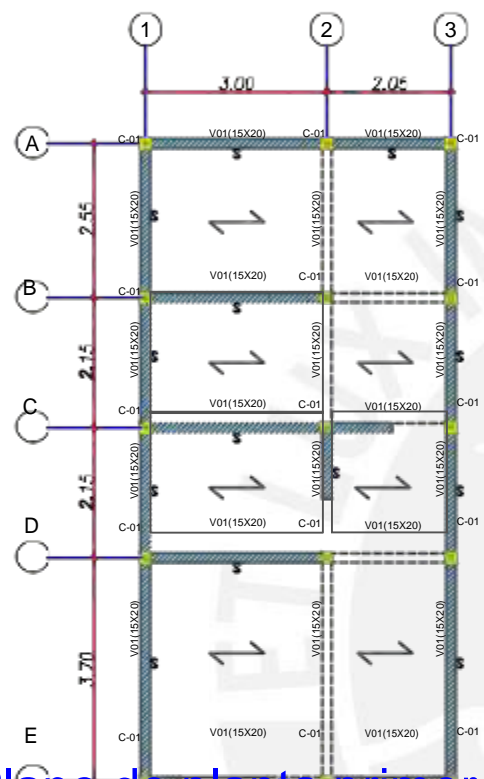 1 2 3
3.00 2.05
A C-01 V01(15X20) C-01 V01(15X20) C-01
S S
2.55 V01(15X20) S V01(15X20) V01(15X20) S
B C-01 V01(15X20) C-01 V01(15X20) C-01
S
2.15 V01(15X20) S V01(15X20) V01(15X20) S
C C-01 V01(15X20) C-01 V01(15X20) C-01
S
2.15 V01(15X20) S S V01(15X20) S
D C-01 V01(15X20) C-01 V01(15X20) C-01
S
3.70 V01(15X20) S V01(15X20) V01(15X20) S
E C-01 V01(15X20) C-01 V01(15X20) C-01
de planta